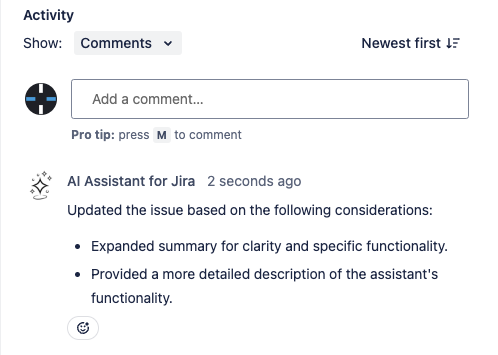 Activity
Show: Comments Newest first
Add a comment...
Pro tip: press M to comment
AI Assistant for Jira 2 seconds ago
Updated the issue based on the following considerations:
• Expanded summary for clarity and specific functionality.
• Provided a more detailed description of the assistant's
functionality.